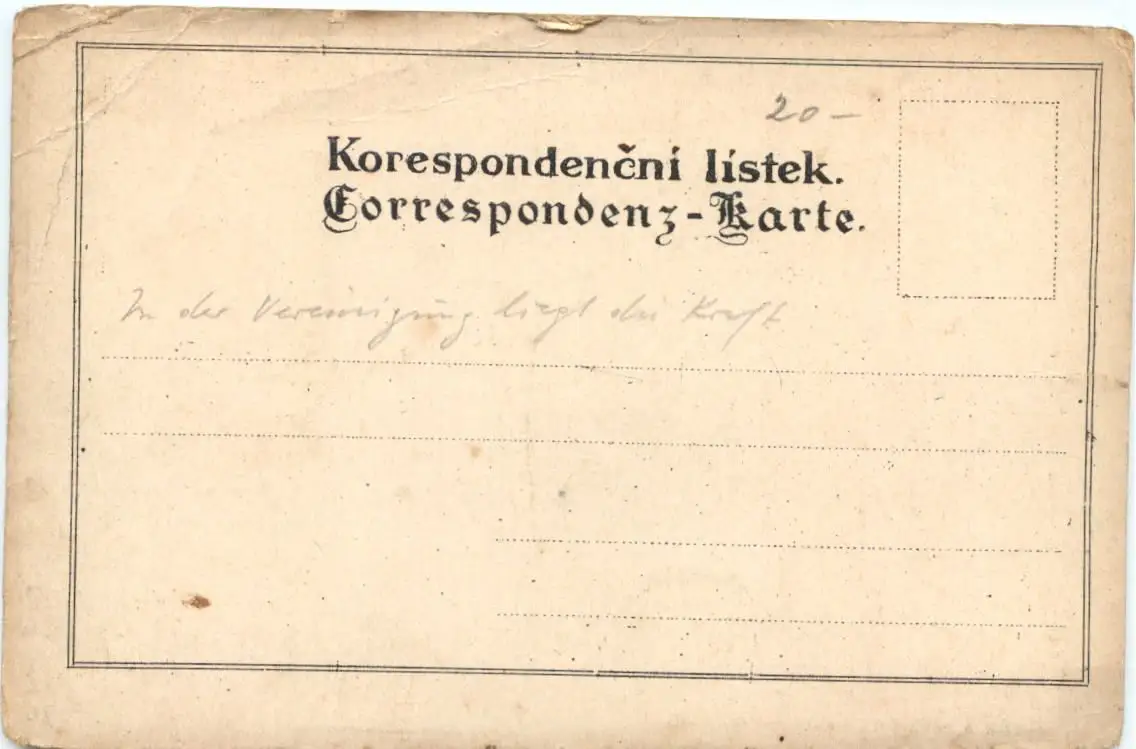 20-
Korespondenční lístek.
Correspondenz-Karte.
In der Vereinigung liegt die Kraft